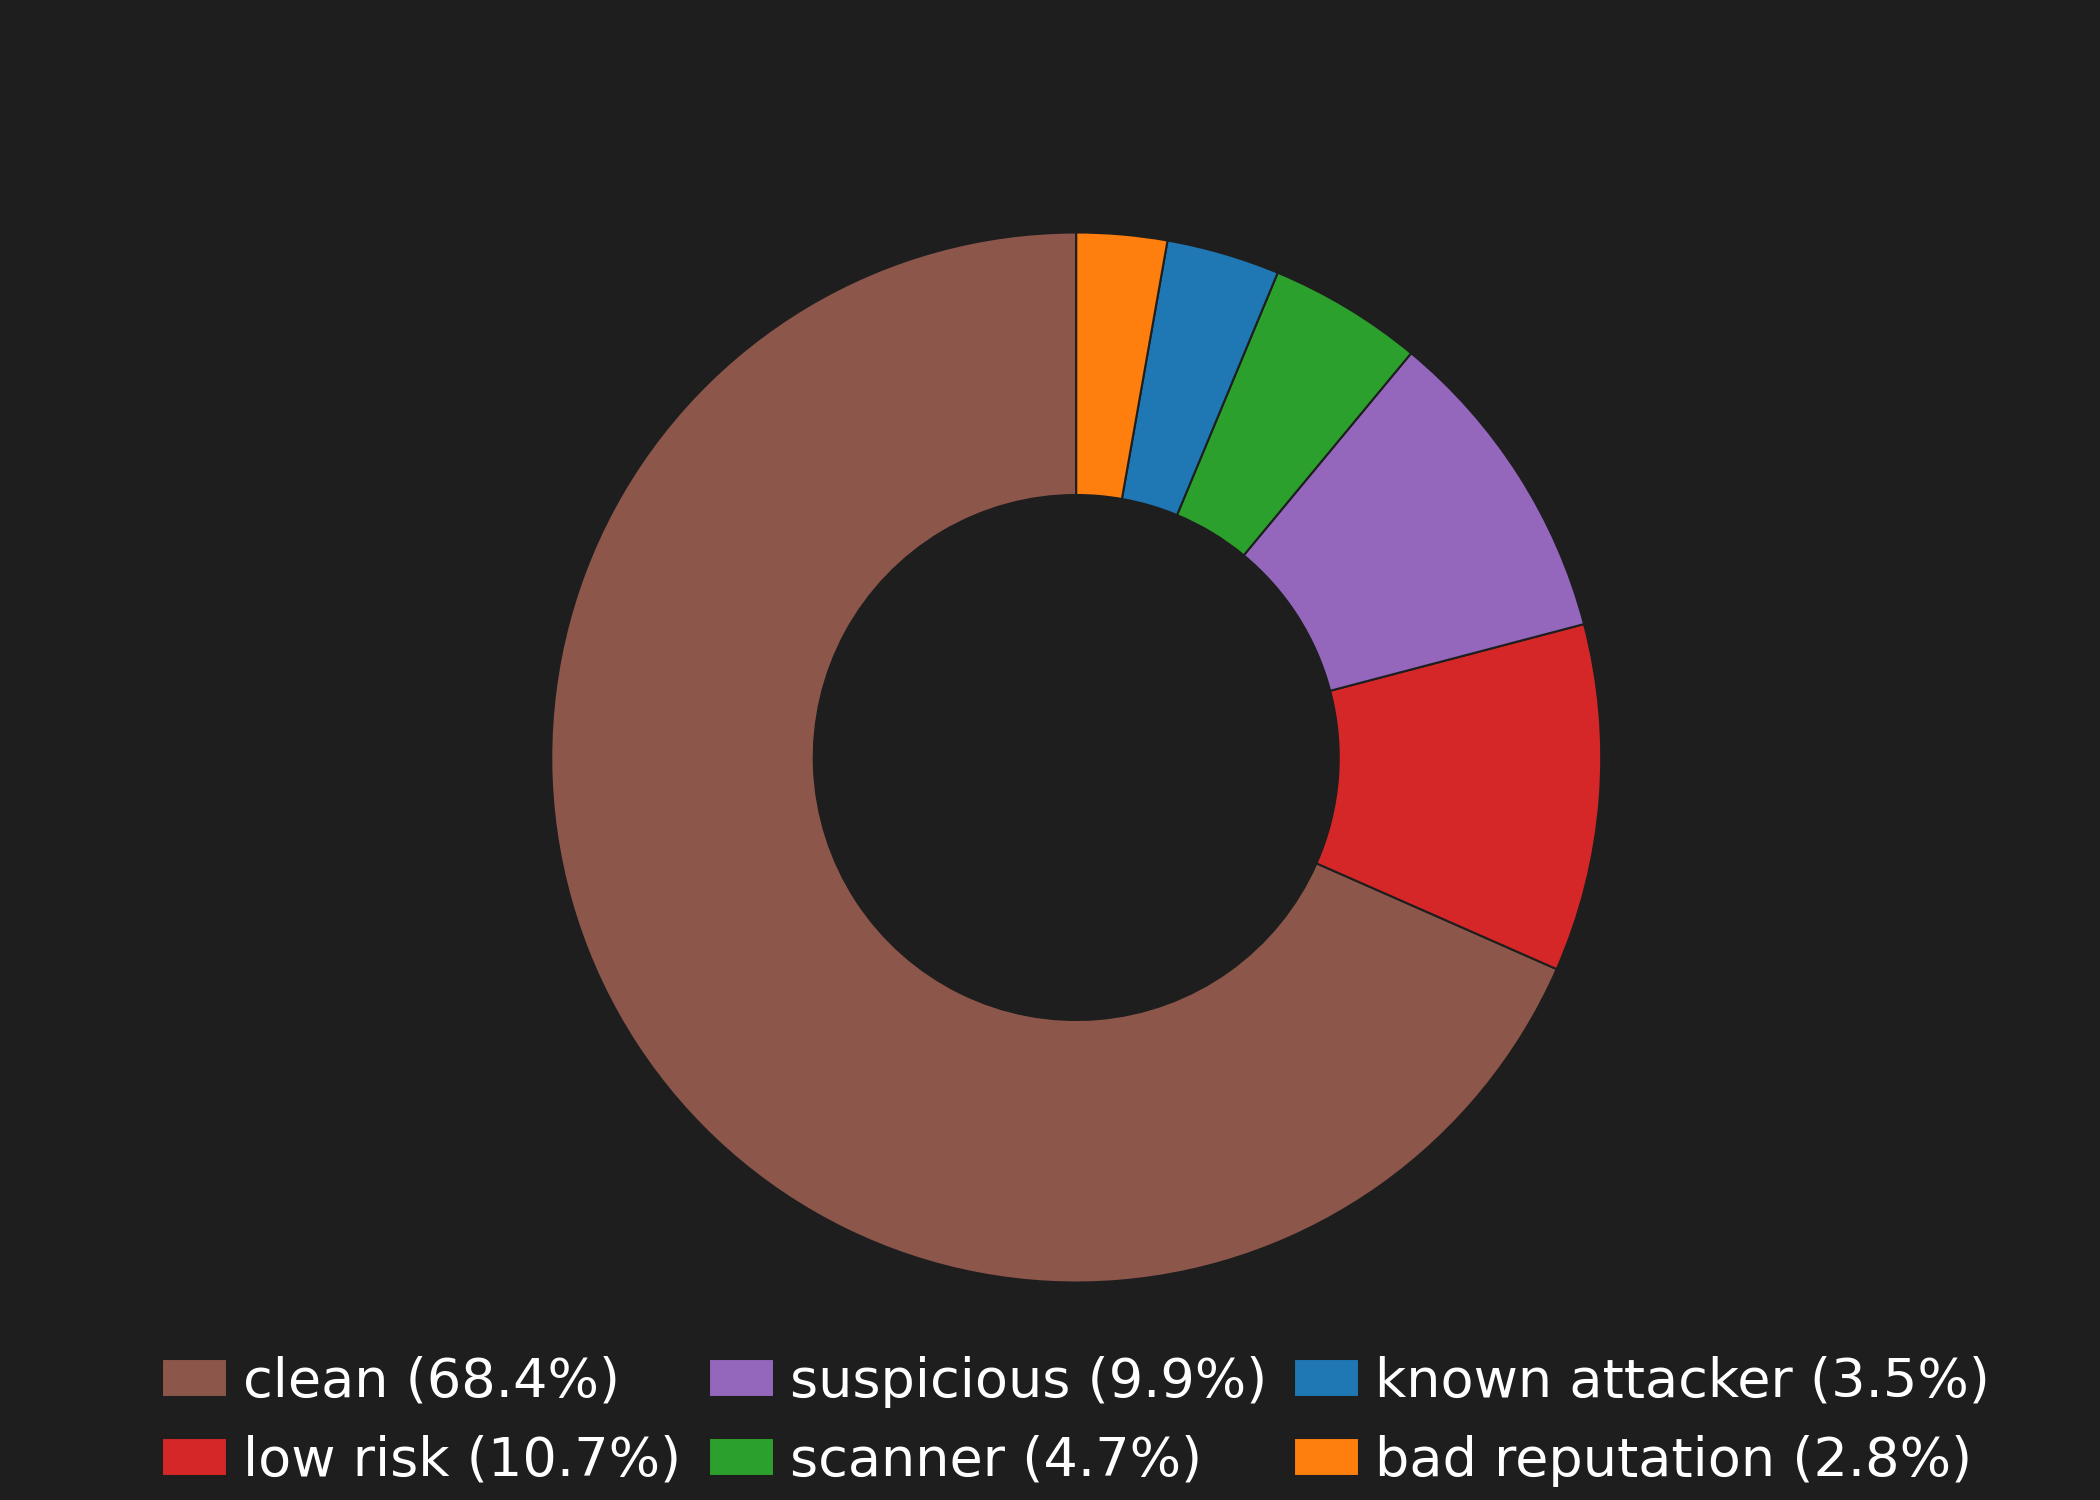 clean (68.4%)
low risk (10.7%)
suspicious (9.9%)
scanner (4.7%)
known attacker (3.5%)
bad reputation (2.8%)